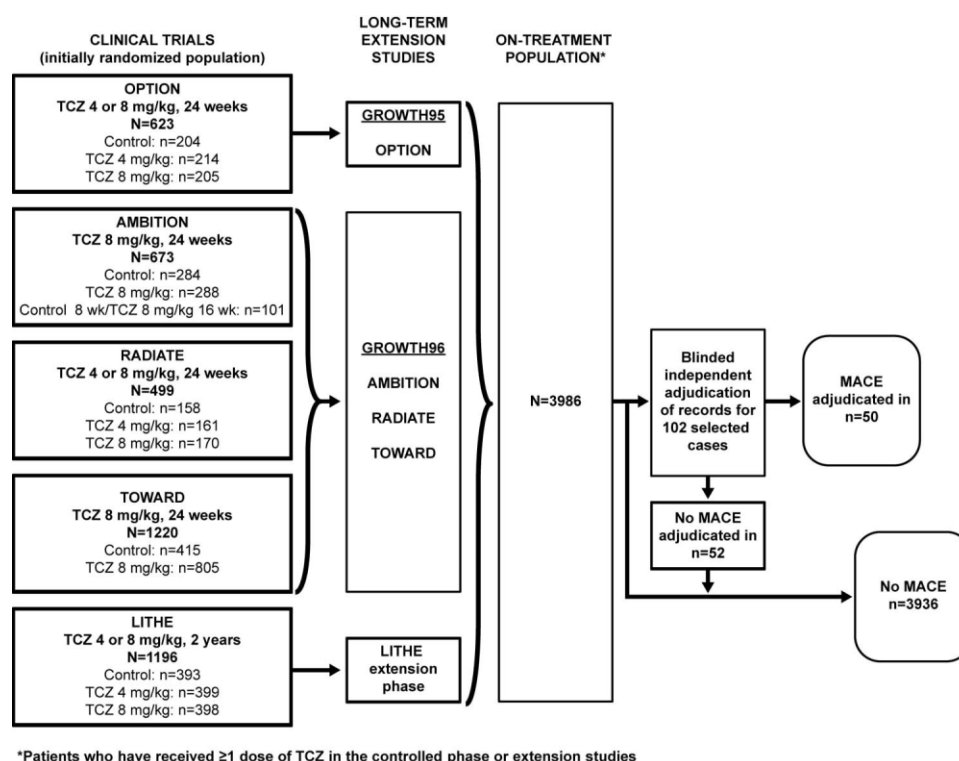 CLINICAL TRIALS
(initially randomized population)
LONG-TERM
EXTENSION
STUDIES
ON-TREATMENT
POPULATION*
OPTION
TCZ 4 or 8 mg/kg, 24 weeks
N=623
Control: n=204
TCZ 4 mg/kg: n=214
TCZ 8 mg/kg: n=205
AMBITION
TCZ 8 mg/kg, 24 weeks
N=673
Control: n=284
TCZ 8 mg/kg: n=288
Control 8 wk/TCZ 8 mg/kg 16 wk: n=101
RADIATE
TCZ 4 or 8 mg/kg, 24 weeks
N=499
Control: n=158
TCZ 4 mg/kg: n=161
TCZ 8 mg/kg: n=170
TOWARD
TCZ 8 mg/kg, 24 weeks
N=1220
Control: n=415
TCZ 8 mg/kg: n=805
LITHE
TCZ 4 or 8 mg/kg, 2 years
N=1196
Control: n=393
TCZ 4 mg/kg: n=399
TCZ 8 mg/kg: n=398
GROWTH95
OPTION
GROWTH96
AMBITION
RADIATE
TOWARD
LITHE
extension
phase
N=3986
Blinded
independent
adjudication
of records for
102 selected
cases
MACE
adjudicated in
n=50
No MACE
adjudicated in
n=52
No MACE
n=3936
*Patients who have received ≥1 dose of TCZ in the controlled phase or extension studies